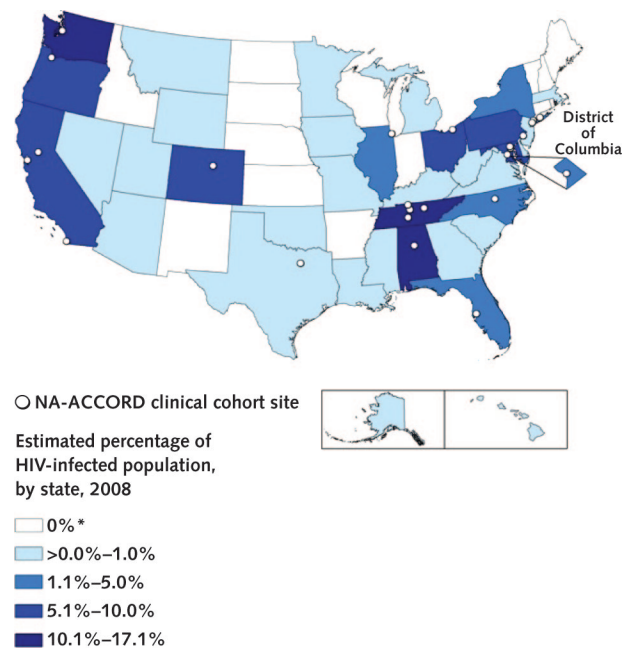 District
of
Columbia
NA-ACCORD clinical cohort site
Estimated percentage of
HIV-infected population,
by state, 2008
0%*
>0.0%–1.0%
1.1%–5.0%
5.1%–10.0%
10.1%–17.1%